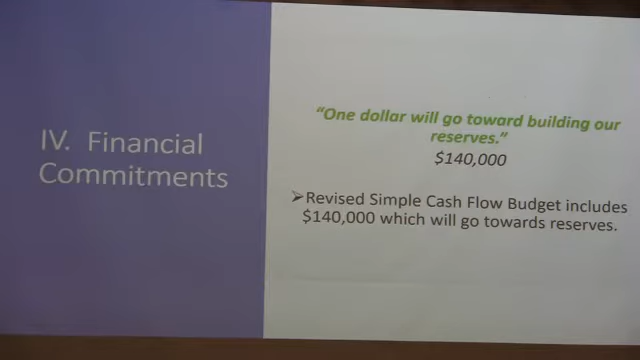 IV. Financial
Commitments
“One dollar will go toward building our
reserves.”
$140,000
➢Revised Simple Cash Flow Budget includes
$140,000 which will go towards reserves.